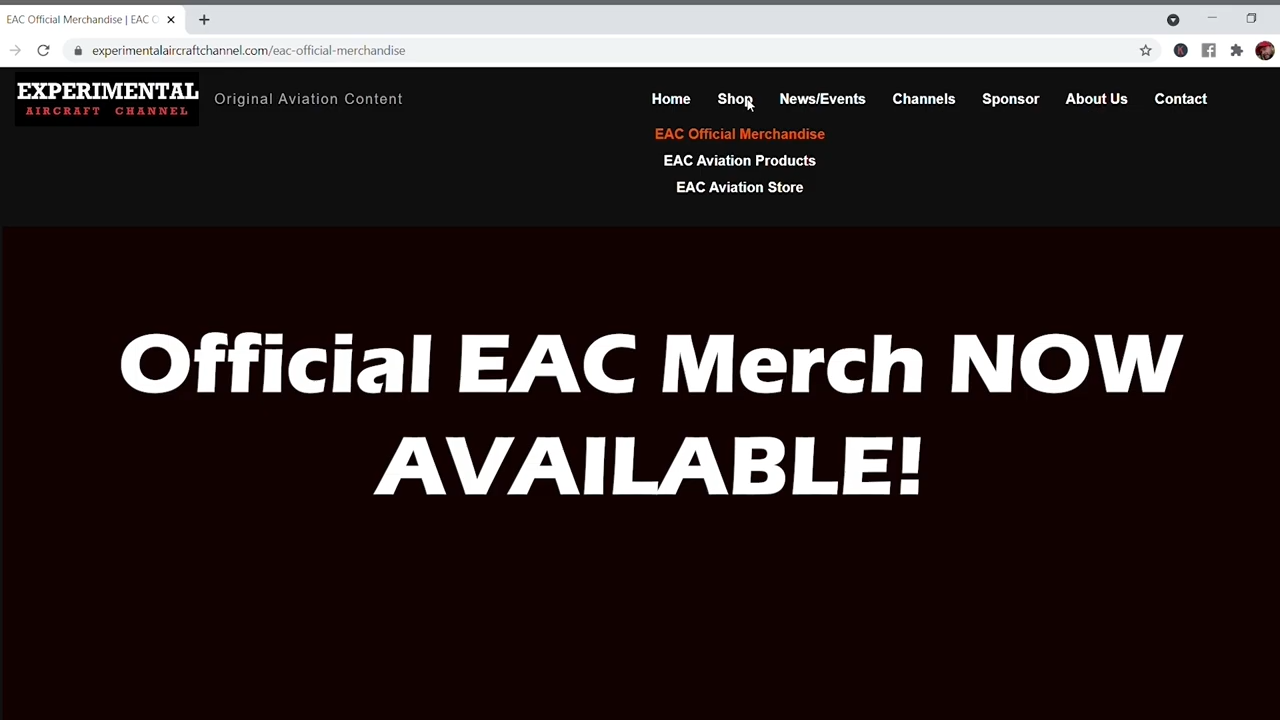 EAC Official Merchandise | EAC O
experimentalaircraftchannel.com/eac-official-merchandise
EXPERIMENTAL
AIRCRAFT CHANNEL
Original Aviation Content
Home Shop News/Events Channels Sponsor About Us Contact
EAC Official Merchandise
EAC Aviation Products
EAC Aviation Store
Official EAC Merch NOW
AVAILABLE!